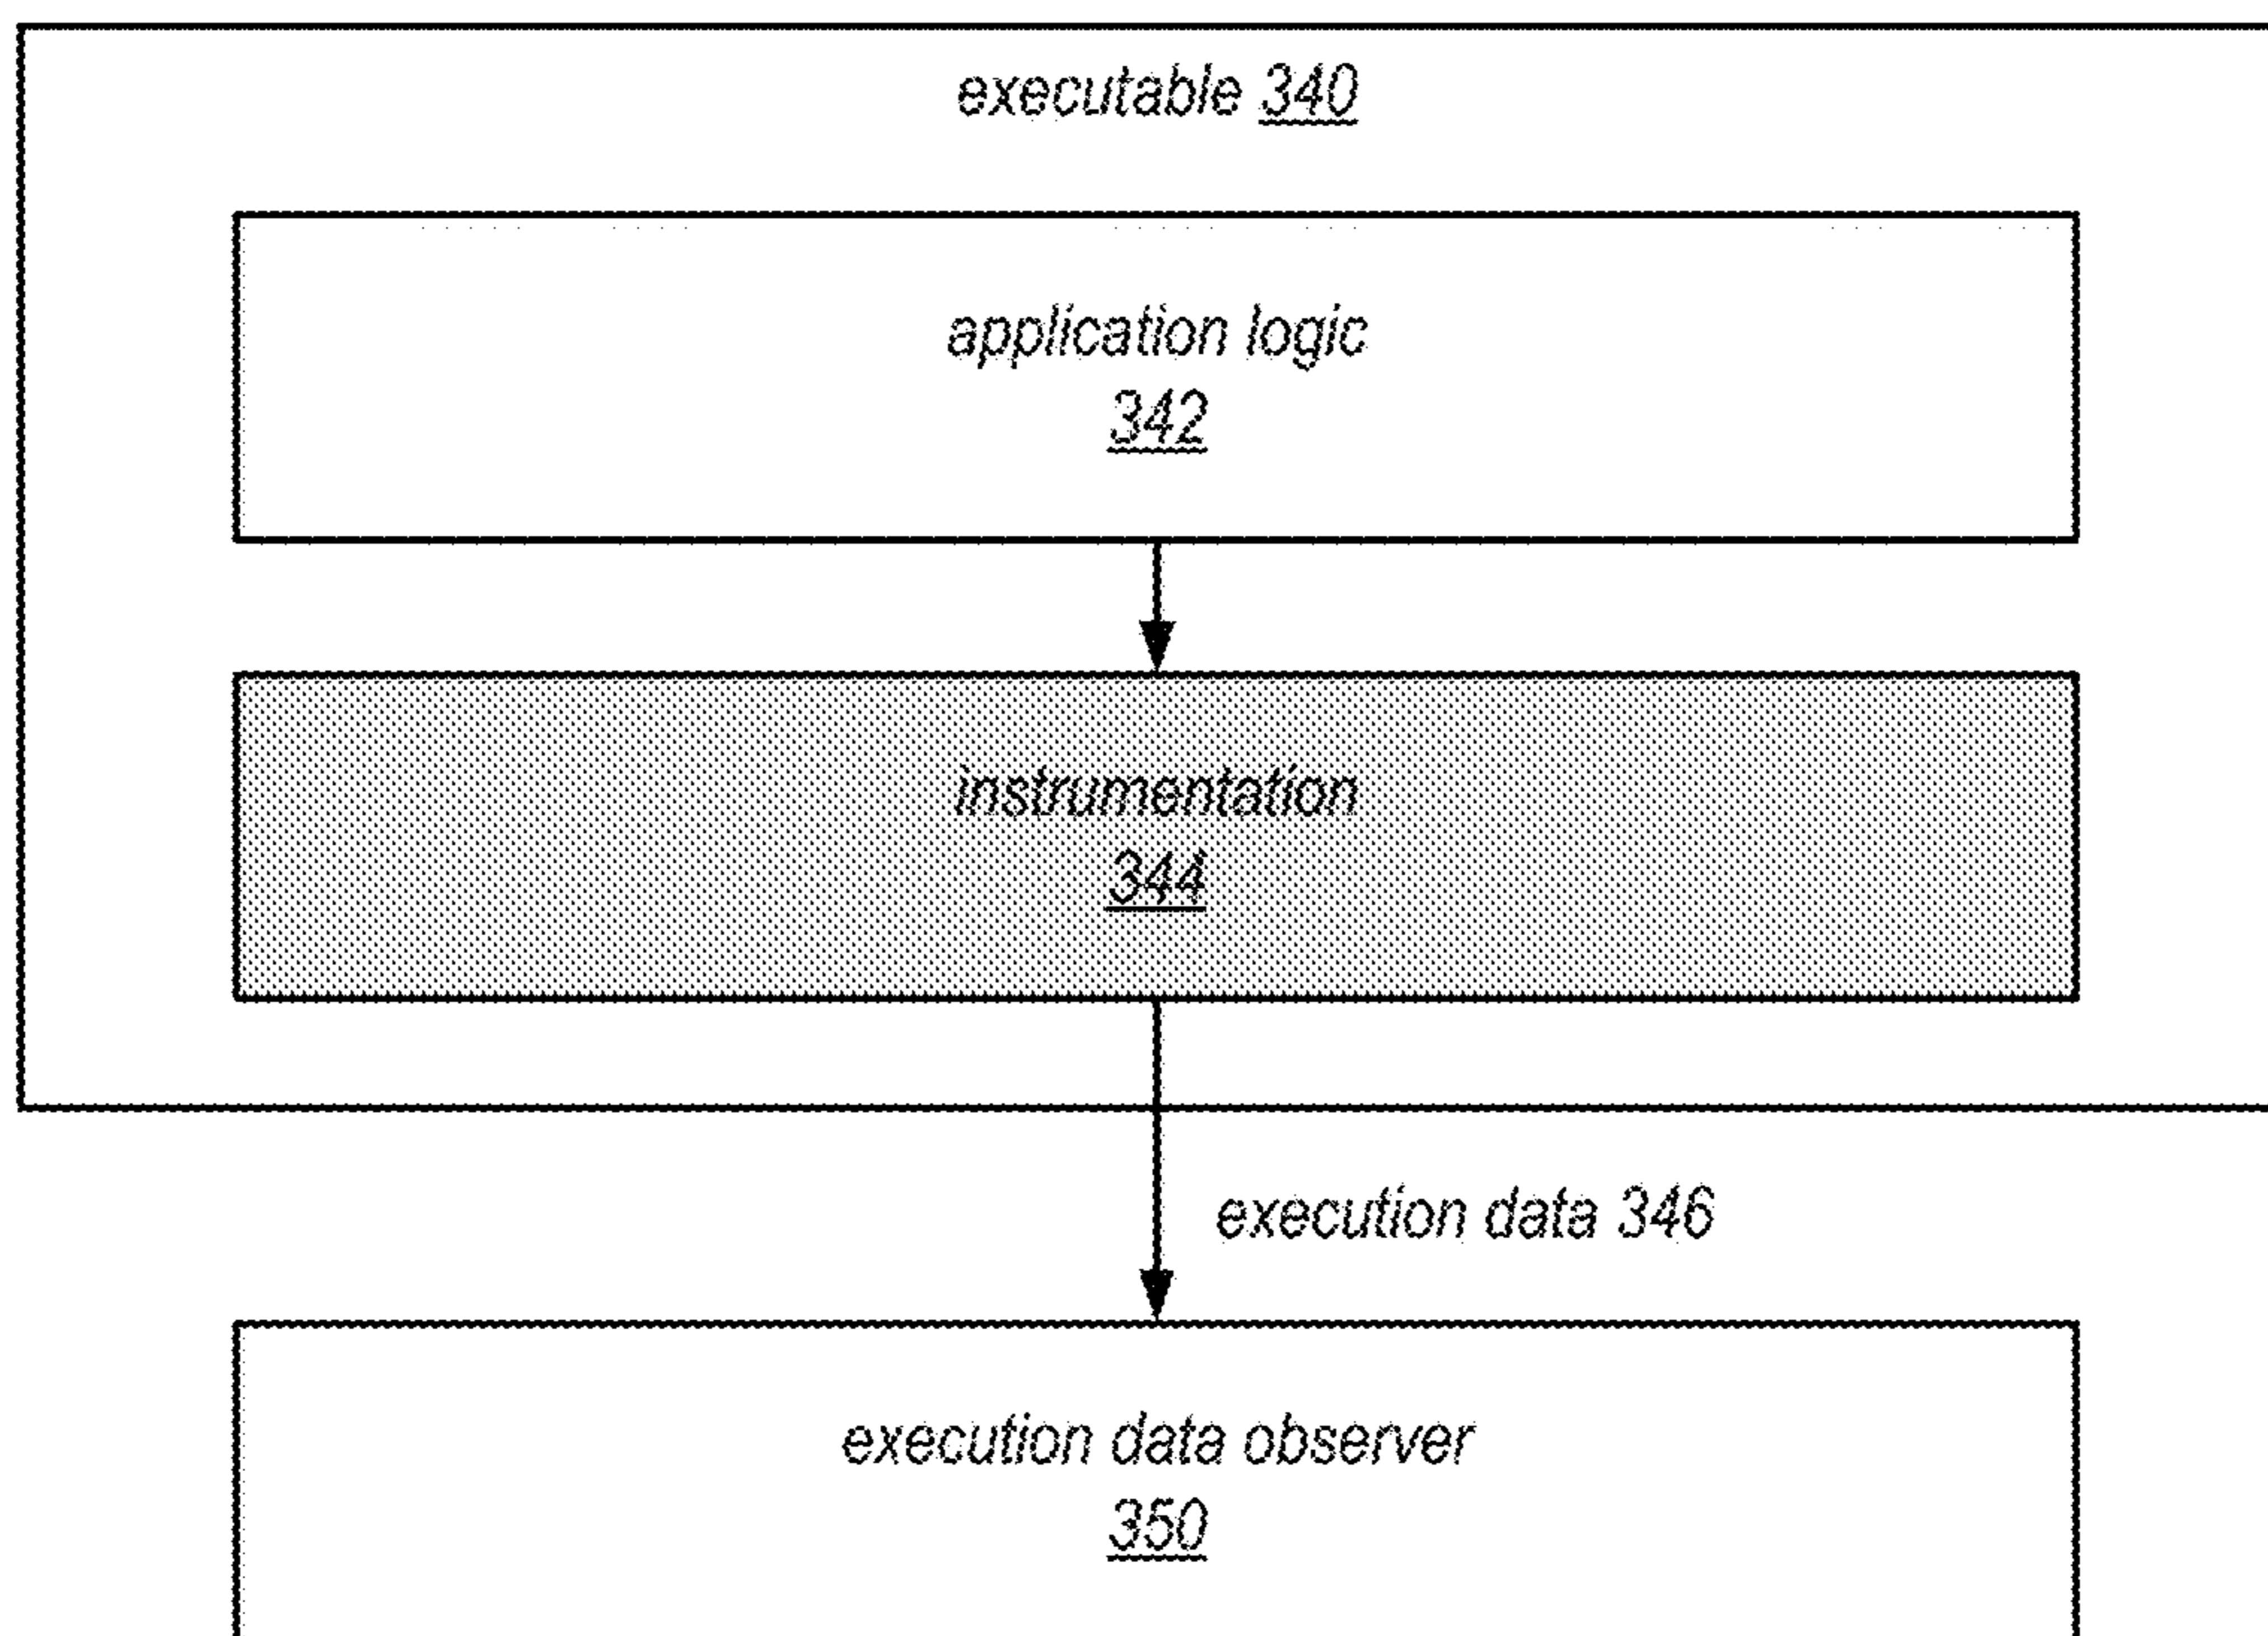 executable 340
application logic
342
instrumentation
344
execution data 346
execution data observer
350